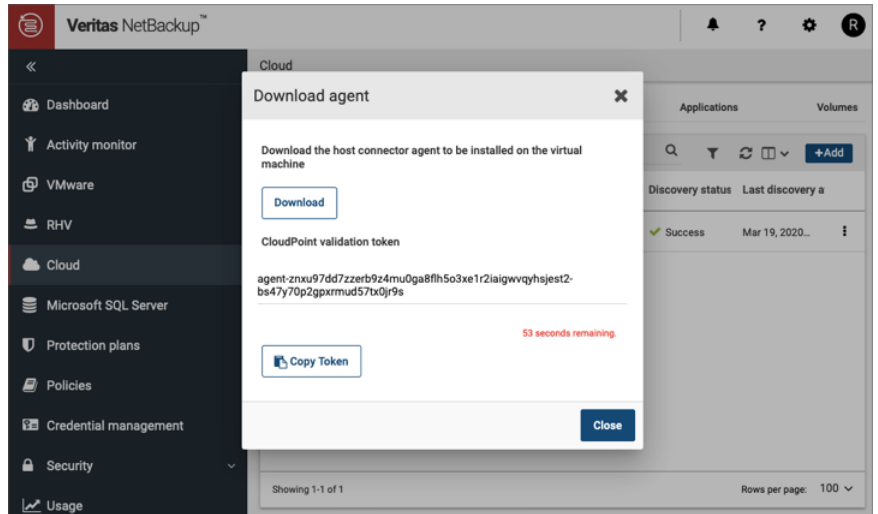 Veritas NetBackup™
?
R
«
Cloud
Dashboard
Activity monitor
VMware
RHV
Cloud
Microsoft SQL Server
Protection plans
Policies
Credential management
Security
Usage
Applications
Volumes
+Add
Discovery status
Last discovery a
Success
Mar 19, 2020...
Download agent
Download the host connector agent to be installed on the virtual
machine
Download
CloudPoint validation token
agent-znxu97dd7zzerb9z4mu0ga8flh5o3xe1r2iaigwvqyhsjest2-
bs47y70p2gpxrmud57tx0jr9s
53 seconds remaining.
Copy Token
Close
Showing 1-1 of 1
Rows per page: 100